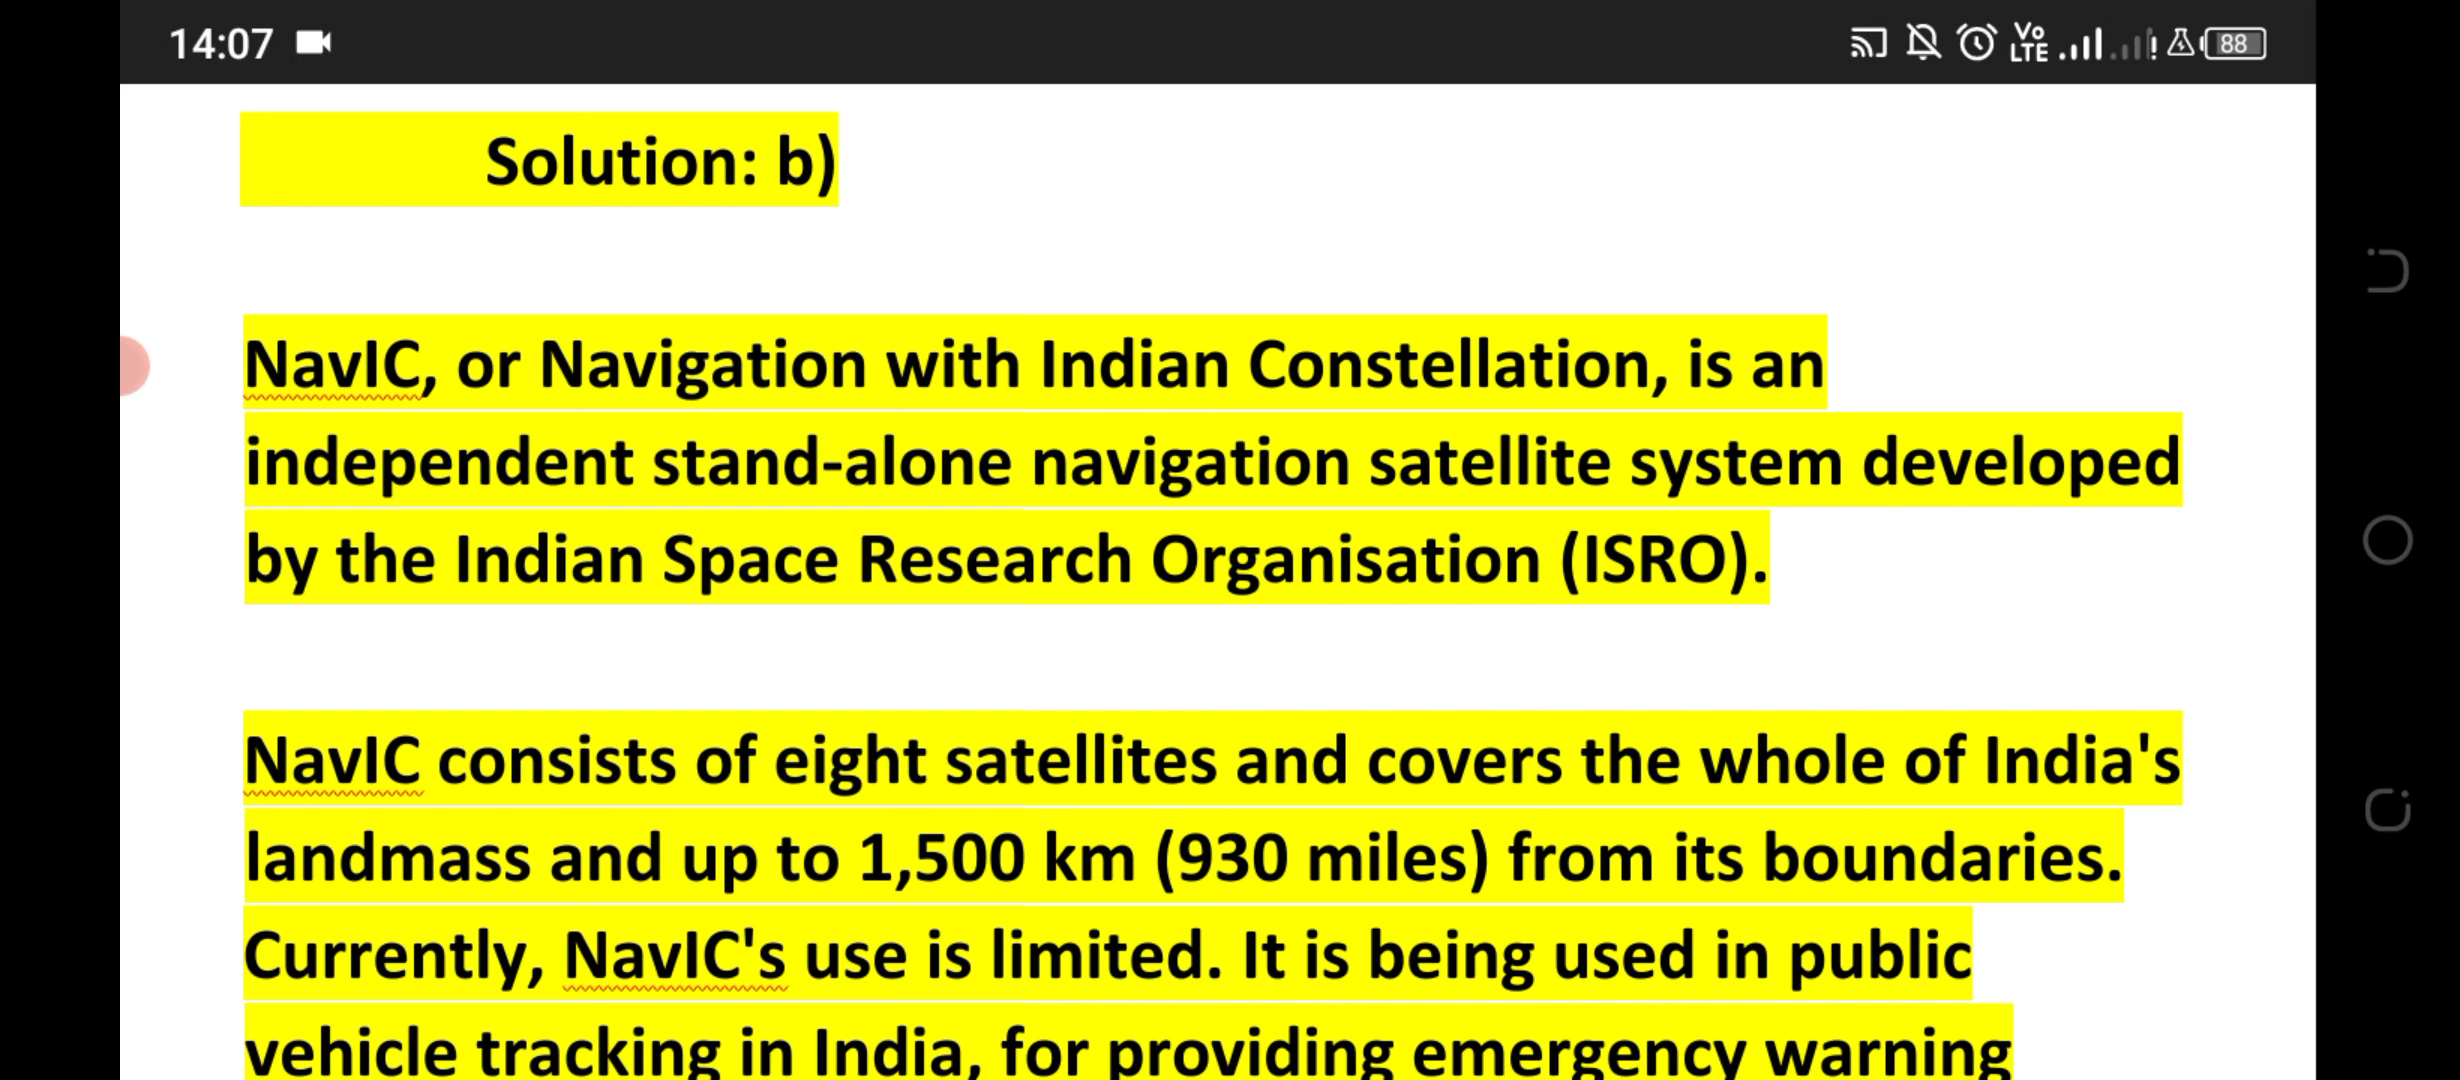 14:07 Vo LTE 88
Solution: b)
NavIC, or Navigation with Indian Constellation, is an
independent stand-alone navigation satellite system developed
by the Indian Space Research Organisation (ISRO).
NavIC consists of eight satellites and covers the whole of India's
landmass and up to 1,500 km (930 miles) from its boundaries.
Currently, NavIC's use is limited. It is being used in public
vehicle tracking in India, for providing emergency warning